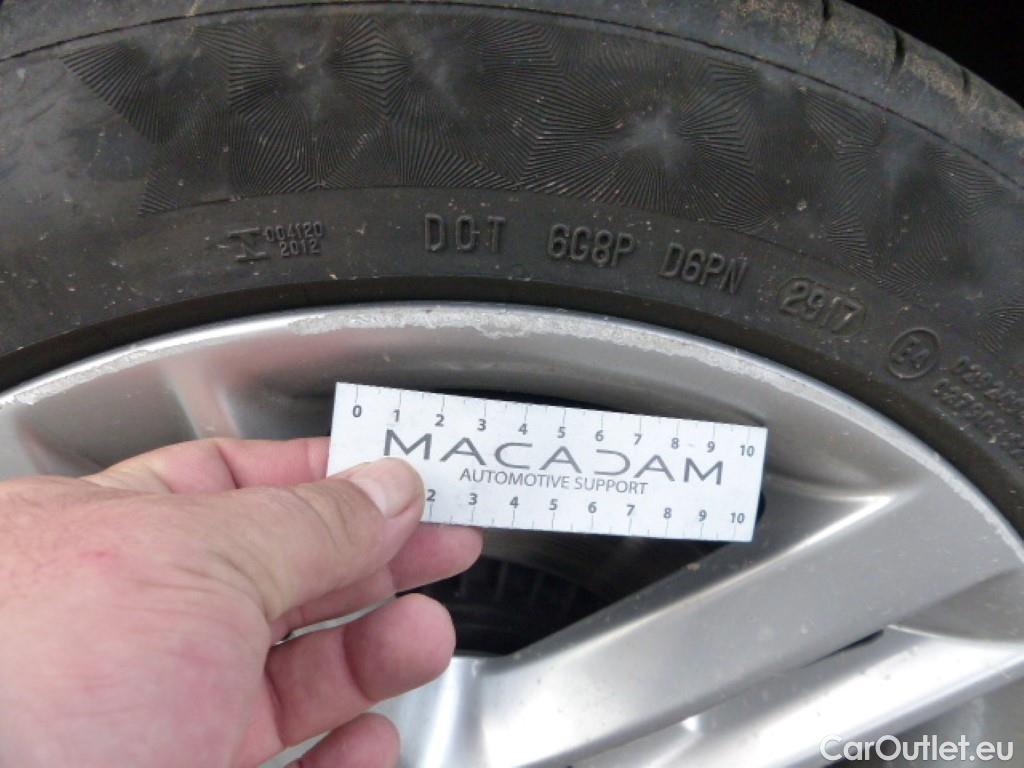 004120
2012
DOT 6G8P D6PN 2917
E4
0 1 2 3 4 5 6 7 8 9 10
MACADAM
AUTOMOTIVE SUPPORT
2 3 4 5 6 7 8 9 10
CarOutlet.eu